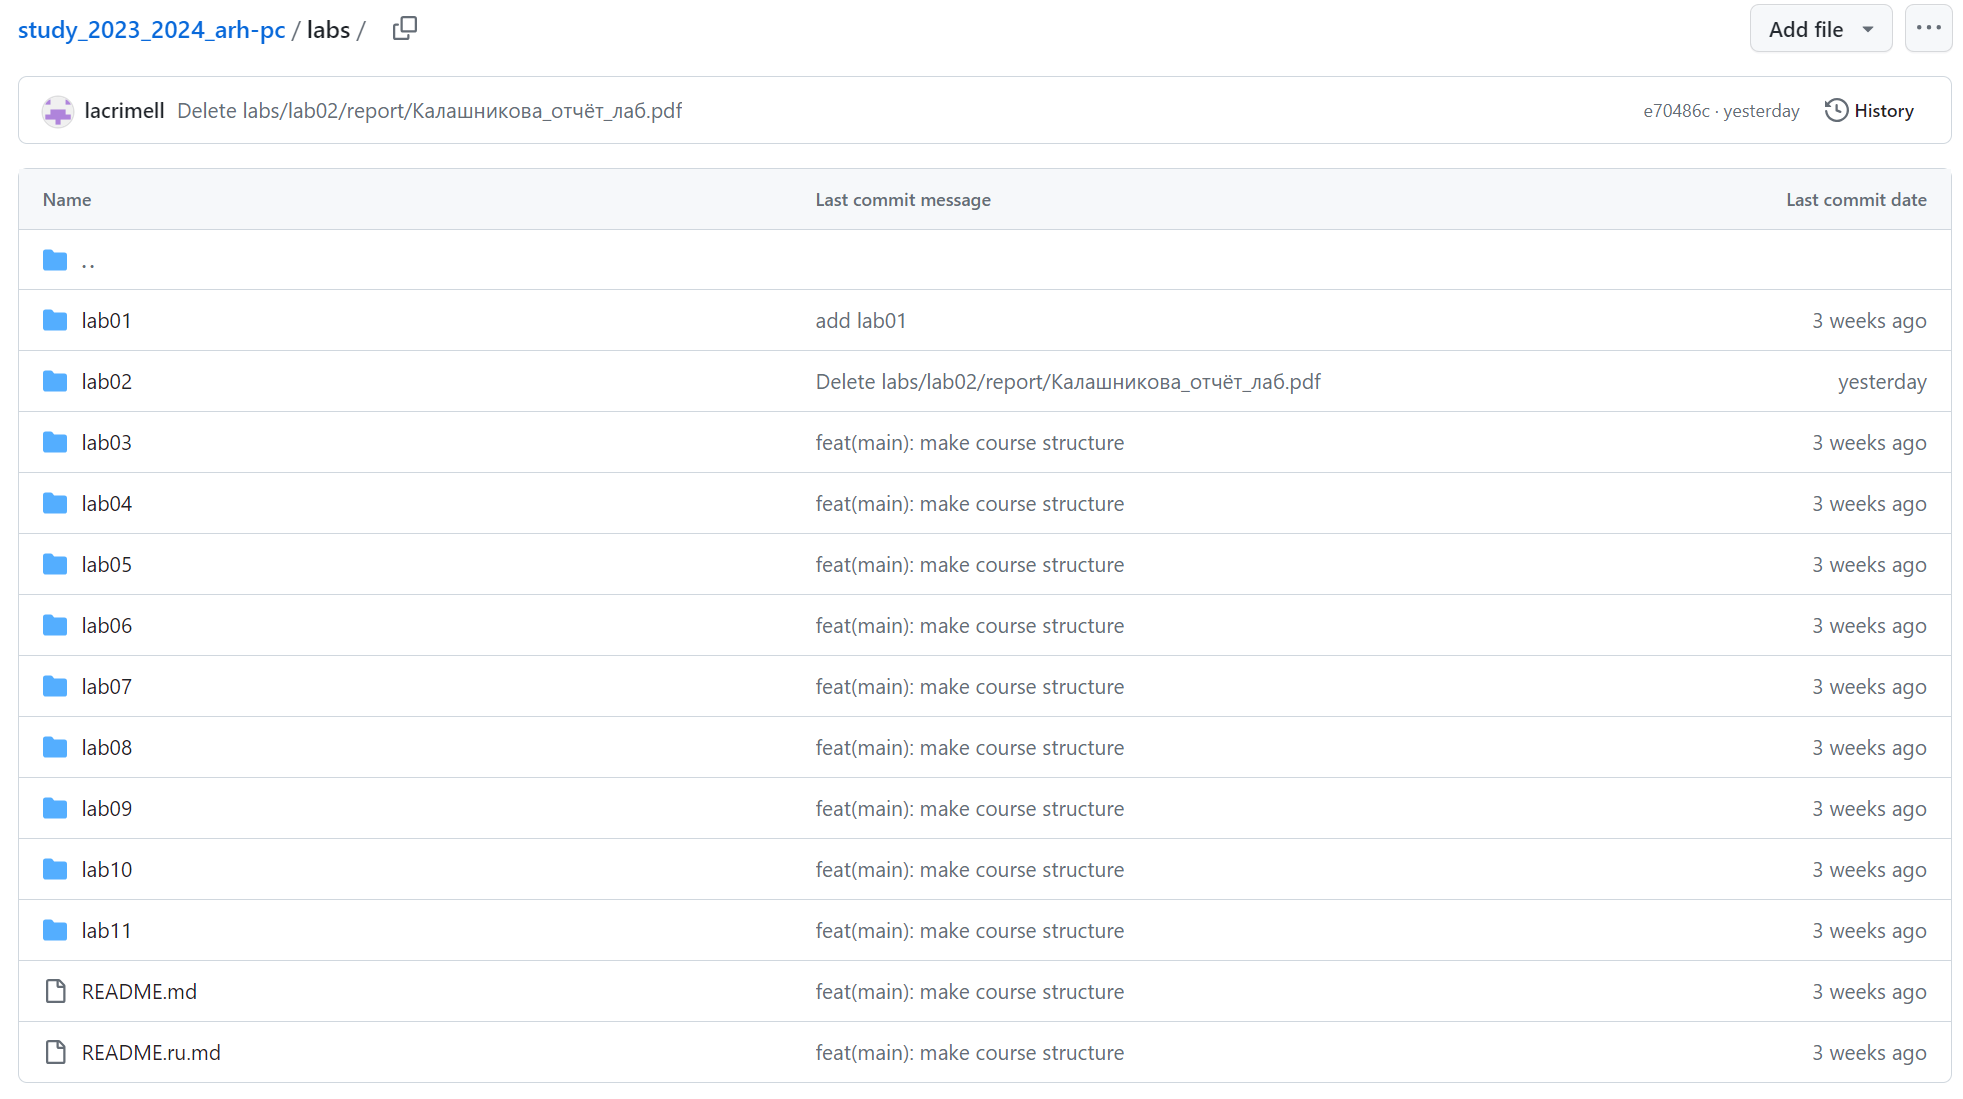 study_2023_2024_arh-pc / labs /
Add file
lacrimell Delete labs/lab02/report/Калашникова_отчёт_лаб.pdf e70486c · yesterday History
Name Last commit message Last commit date
..
lab01 add lab01 3 weeks ago
lab02 Delete labs/lab02/report/Калашникова_отчёт_лаб.pdf yesterday
lab03 feat(main): make course structure 3 weeks ago
lab04 feat(main): make course structure 3 weeks ago
lab05 feat(main): make course structure 3 weeks ago
lab06 feat(main): make course structure 3 weeks ago
lab07 feat(main): make course structure 3 weeks ago
lab08 feat(main): make course structure 3 weeks ago
lab09 feat(main): make course structure 3 weeks ago
lab10 feat(main): make course structure 3 weeks ago
lab11 feat(main): make course structure 3 weeks ago
README.md feat(main): make course structure 3 weeks ago
README.ru.md feat(main): make course structure 3 weeks ago